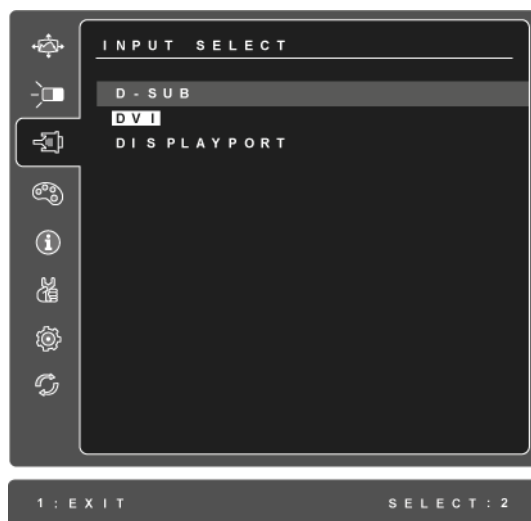 INPUT SELECT
D-SUB
DVI
DISPLAYPORT
1:EXIT SELECT:2